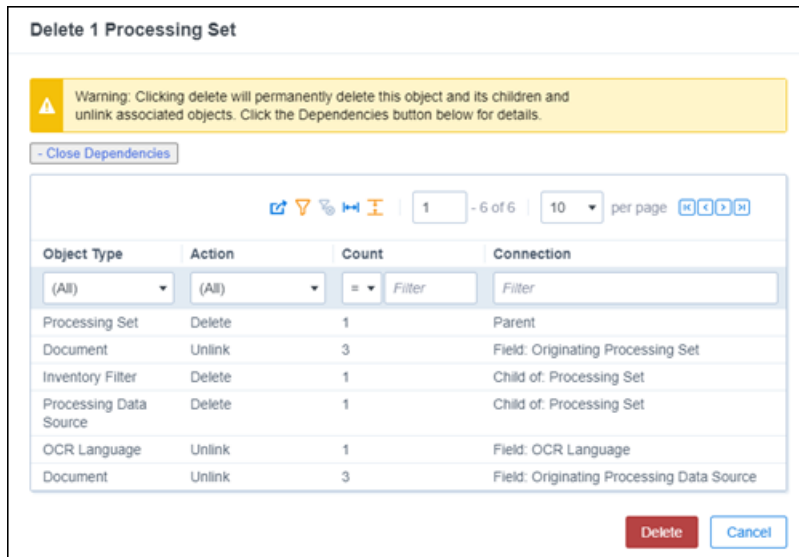 Delete 1 Processing Set
Warning: Clicking delete will permanently delete this object and its children and
unlink associated objects. Click the Dependencies button below for details.
- Close Dependencies
1 - 6 of 6 10 per page
Object Type Action Count Connection
(All) (All) = Filter Filter
Processing Set Delete 1 Parent
Document Unlink 3 Field: Originating Processing Set
Inventory Filter Delete 1 Child of: Processing Set
Processing Data Delete 1 Child of: Processing Set
Source
OCR Language Unlink 1 Field: OCR Language
Document Unlink 3 Field: Originating Processing Data Source
Delete Cancel